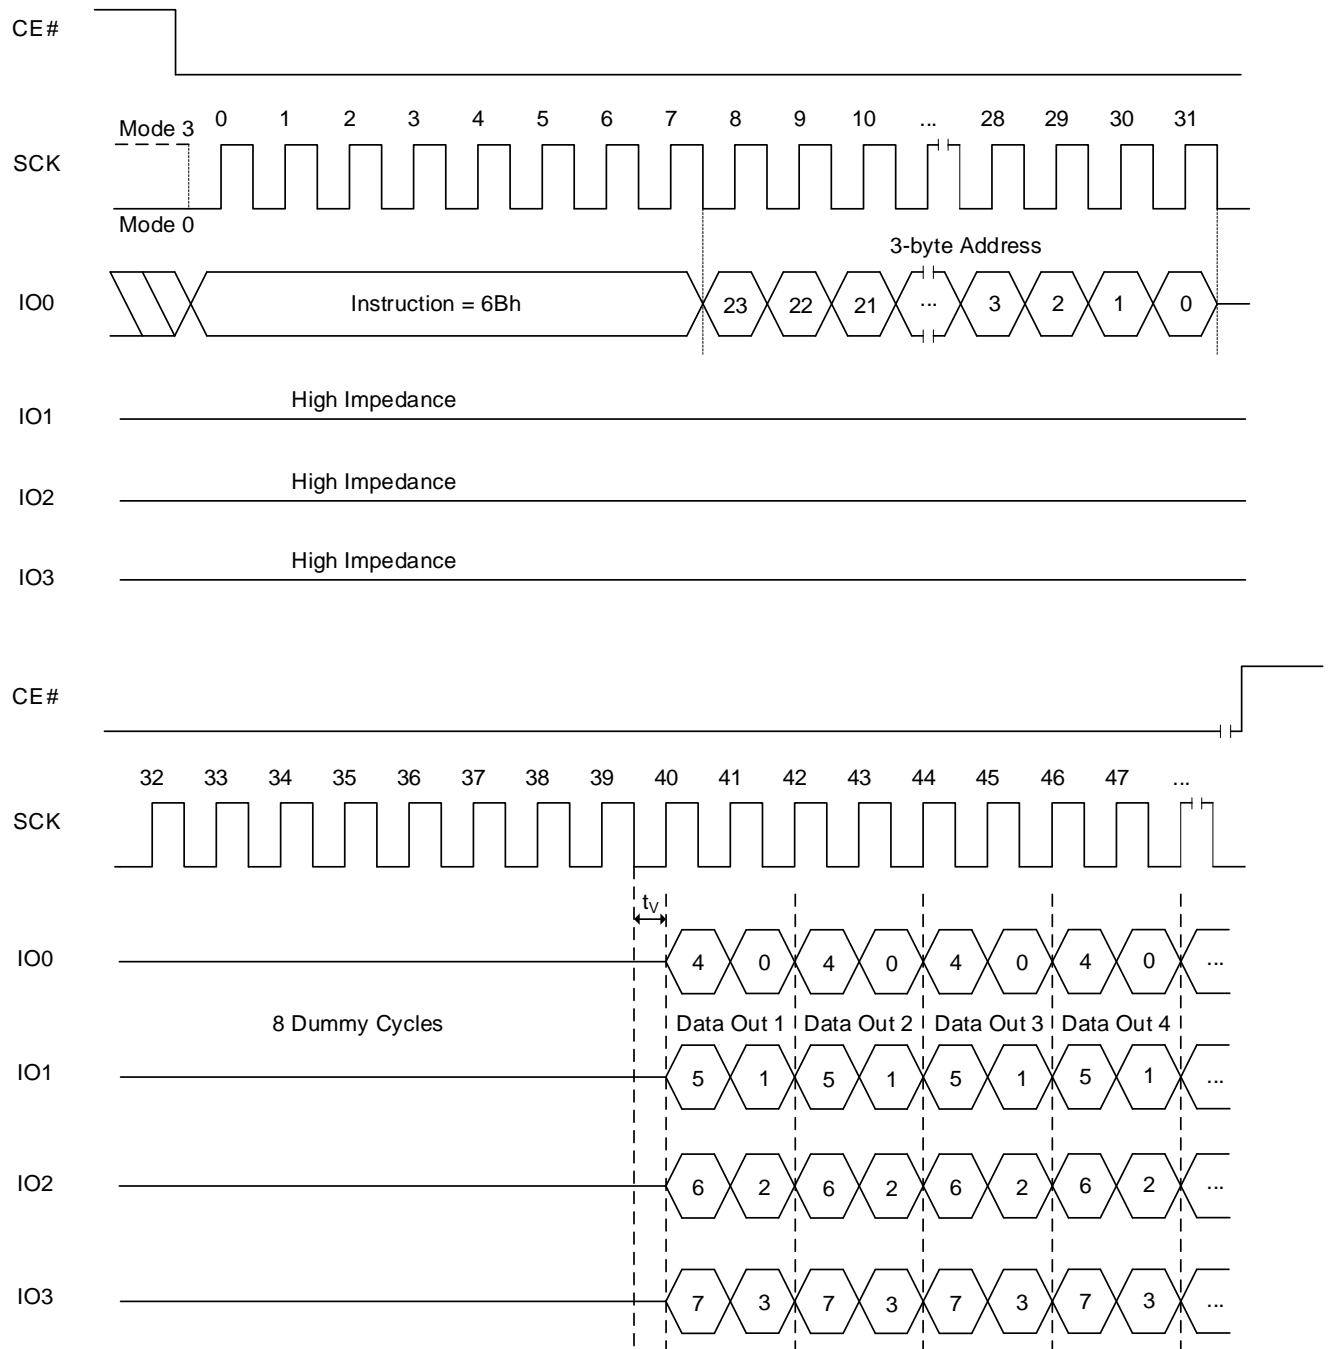 CE#
Mode 3 0 1 2 3 4 5 6 7 8 9 10 ... 28 29 30 31
SCK
Mode 0
3-byte Address
IO0 Instruction = 6Bh 23 22 21 ... 3 2 1 0
High Impedance
IO1
High Impedance
IO2
High Impedance
IO3
CE#
32 33 34 35 36 37 38 39 40 41 42 43 44 45 46 47 ...
SCK
tV
IO0 4 0 4 0 4 0 4 0 ...
8 Dummy Cycles Data Out 1 Data Out 2 Data Out 3 Data Out 4
IO1 5 1 5 1 5 1 5 1 ...
IO2 6 2 6 2 6 2 6 2 ...
IO3 7 3 7 3 7 3 7 3 ...